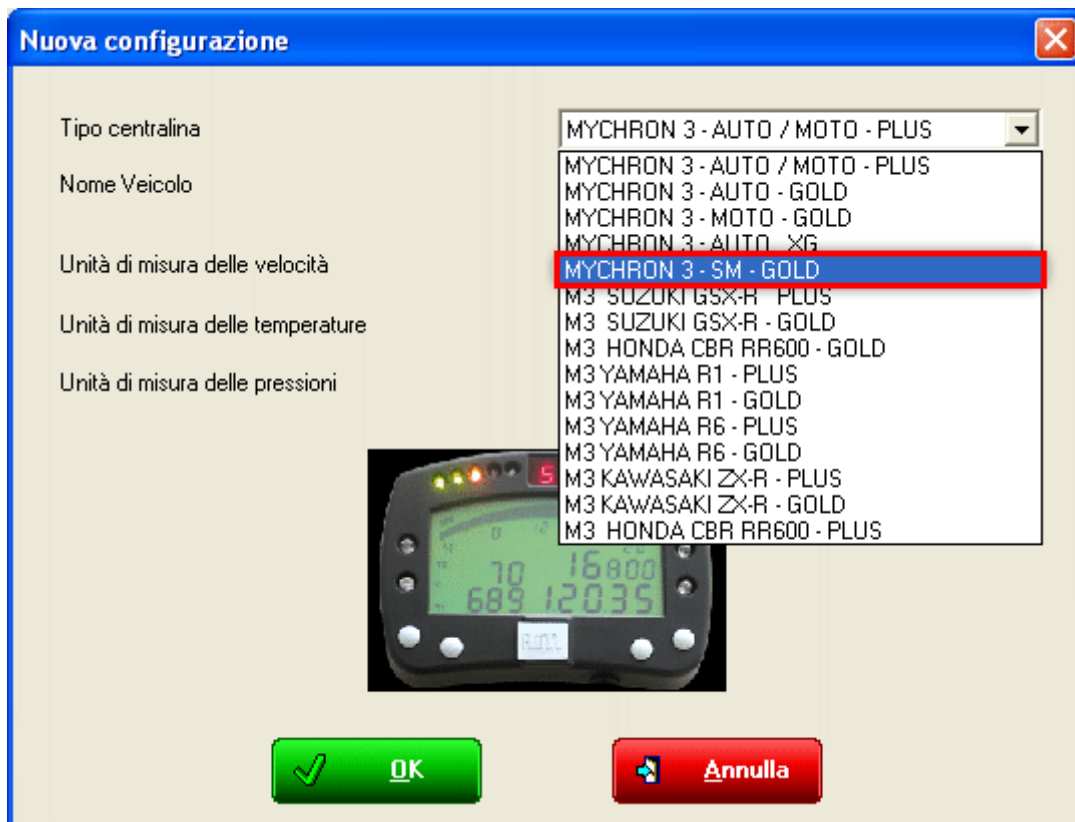 Nuova configurazione
Tipo centralina
MYCHRON 3 - AUTO / MOTO - PLUS
MYCHRON 3 - AUTO / MOTO - PLUS
MYCHRON 3 - AUTO - GOLD
MYCHRON 3 - MOTO - GOLD
MYCHRON 3 - AUTO XG
MYCHRON 3 - SM - GOLD
M3 SUZUKI GSX-R PLUS
M3 SUZUKI GSX-R - GOLD
M3 HONDA CBR RR600 - GOLD
M3 YAMAHA R1 - PLUS
M3 YAMAHA R1 - GOLD
M3 YAMAHA R6 - PLUS
M3 YAMAHA R6 - GOLD
M3 KAWASAKI ZX-R - PLUS
M3 KAWASAKI ZX-R - GOLD
M3 HONDA CBR RR600 - PLUS
Nome Veicolo
Unità di misura delle velocità
Unità di misura delle temperature
Unità di misura delle pressioni
5
8 12
70 16800
689 12035
OK
Annulla